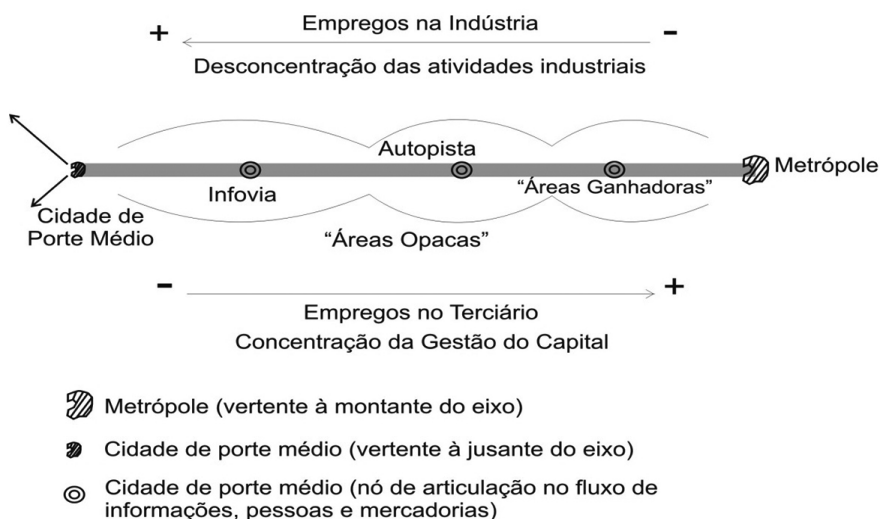 + Empregos na Indústria -
Desconcentração das atividades industriais
Autopista
Metrópole
Infovia
“Áreas Ganhadoras”
Cidade de
Porte Médio
“Áreas Opacas”
- +
Empregos no Terciário
Concentração da Gestão do Capital
Metrópole (vertente à montante do eixo)
Cidade de porte médio (vertente à jusante do eixo)
Cidade de porte médio (nó de articulação no fluxo de
informações, pessoas e mercadorias)